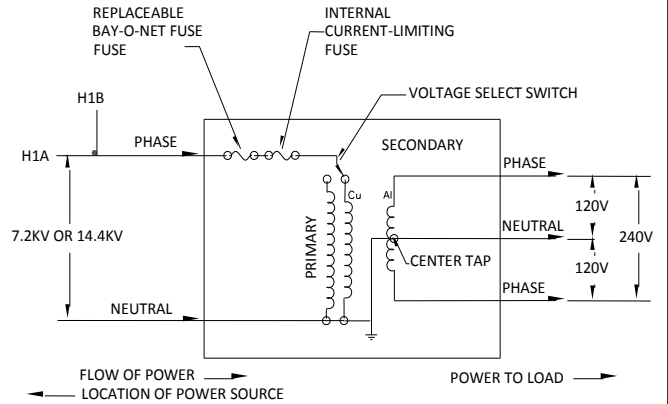 REPLACEABLE
BAY-O-NET FUSE
FUSE
INTERNAL
CURRENT-LIMITING
FUSE
H1B
VOLTAGE SELECT SWITCH
H1A
PHASE
SECONDARY
PHASE
Cu
Al
120V
7.2KV OR 14.4KV
PRIMARY
NEUTRAL
240V
CENTER TAP
120V
NEUTRAL
PHASE
FLOW OF POWER
POWER TO LOAD
LOCATION OF POWER SOURCE